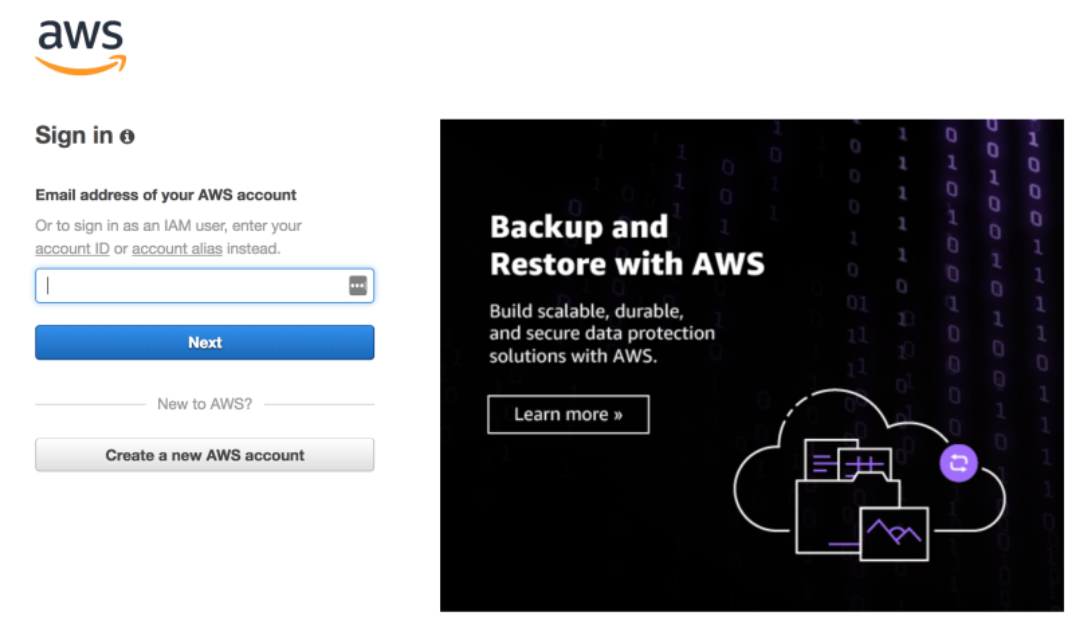 aws
Sign in
Email address of your AWS account
Or to sign in as an IAM user, enter your
account ID or account alias instead.
Next
New to AWS?
Create a new AWS account
Backup and
Restore with AWS
Build scalable, durable,
and secure data protection
solutions with AWS.
Learn more »